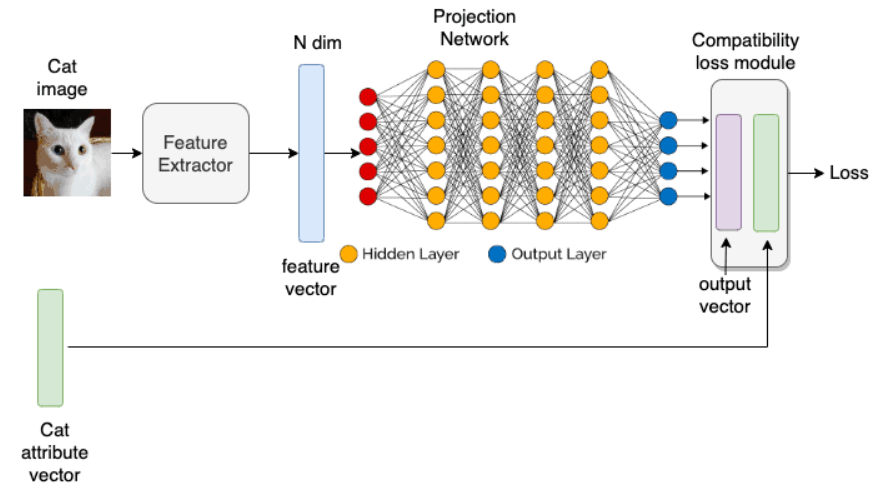 Projection
Network
N dim
Compatibility
loss module
Cat
image
Feature
Extractor
Loss
Hidden Layer
Output Layer
feature
vector
output
vector
Cat
attribute
vector